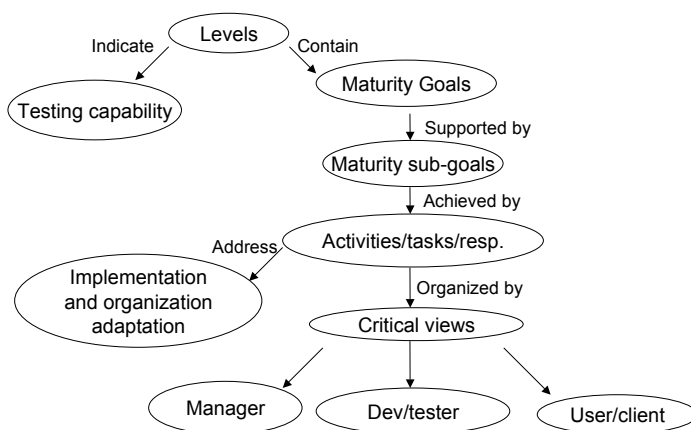 Levels
Indicate
Contain
Testing capability
Maturity Goals
Supported by
Maturity sub-goals
Achieved by
Activities/tasks/resp.
Address
Implementation
and organization
adaptation
Organized by
Critical views
Manager
Dev/tester
User/client